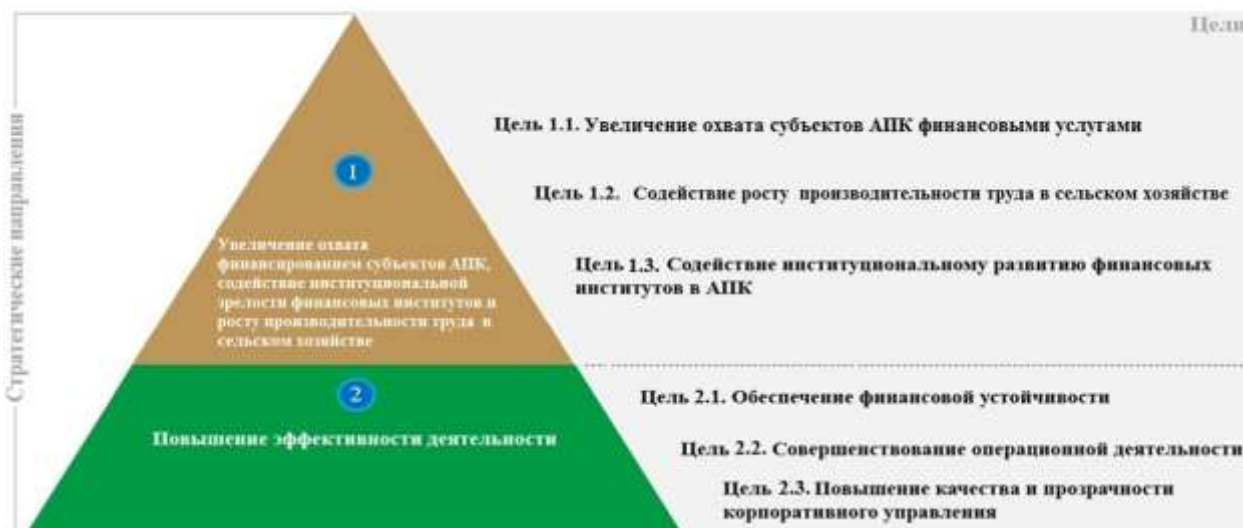 Цели
Стратегические направления
Цель 1.1. Увеличение охвата субъектов АПК финансовыми услугами
1
Цель 1.2. Содействие росту производительности труда в сельском хозяйстве
Увеличение охвата
финансированием субъектов АПК,
содействие институциональной
зрелости финансовых институтов и
росту производительности труда в
сельском хозяйстве
Цель 1.3. Содействие институциональному развитию финансовых
институтов в АПК
2
Повышение эффективности деятельности
Цель 2.1. Обеспечение финансовой устойчивости
Цель 2.2. Совершенствование операционной деятельности
Цель 2.3. Повышение качества и прозрачности
корпоративного управления